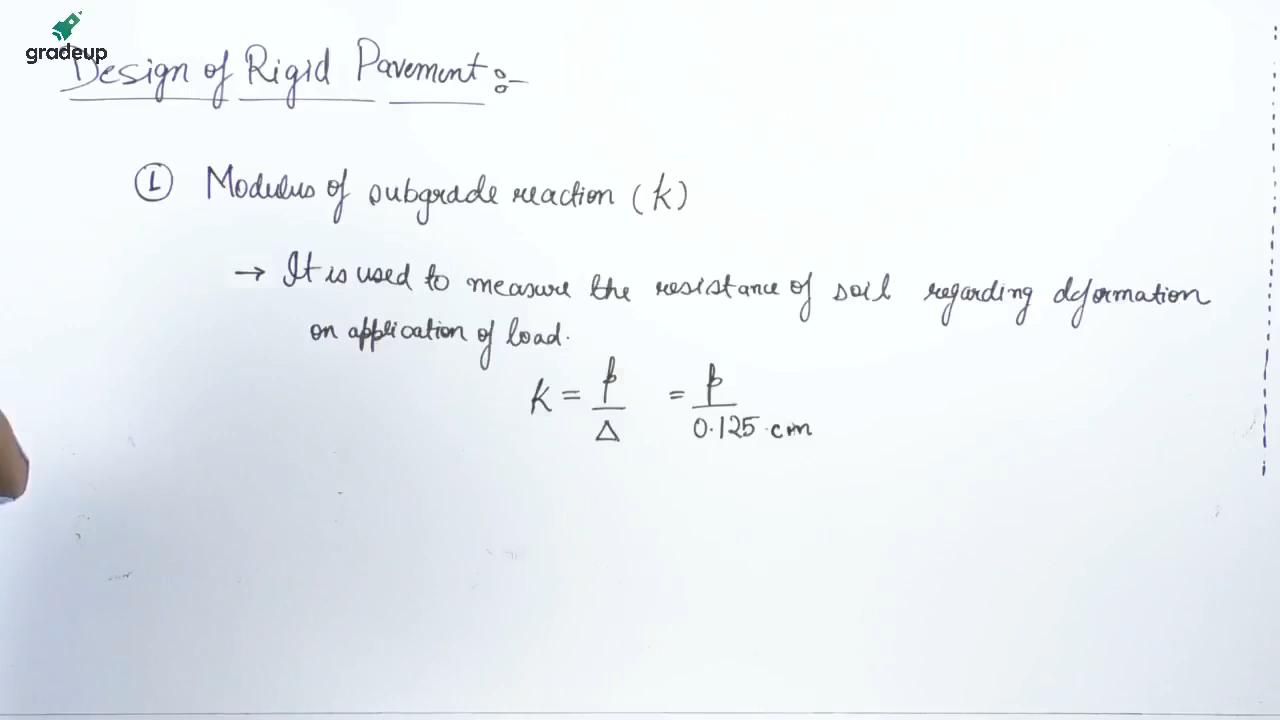 gradeup
Design of Rigid Pavement :-
① Modulus of subgrade reaction (k)
→ It is used to measure the resistance of soil regarding deformation
on application of load.
K = p/Δ = p/0.125 cm